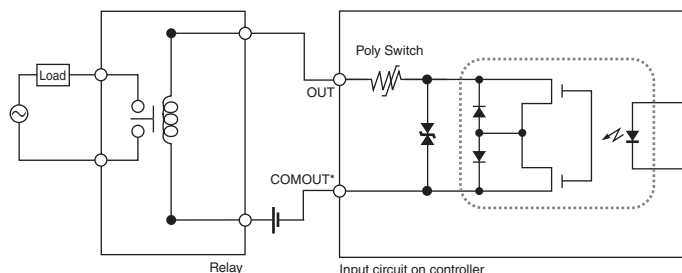 Load
Poly Switch
OUT
COMOUT*
Relay
Input circuit on controller